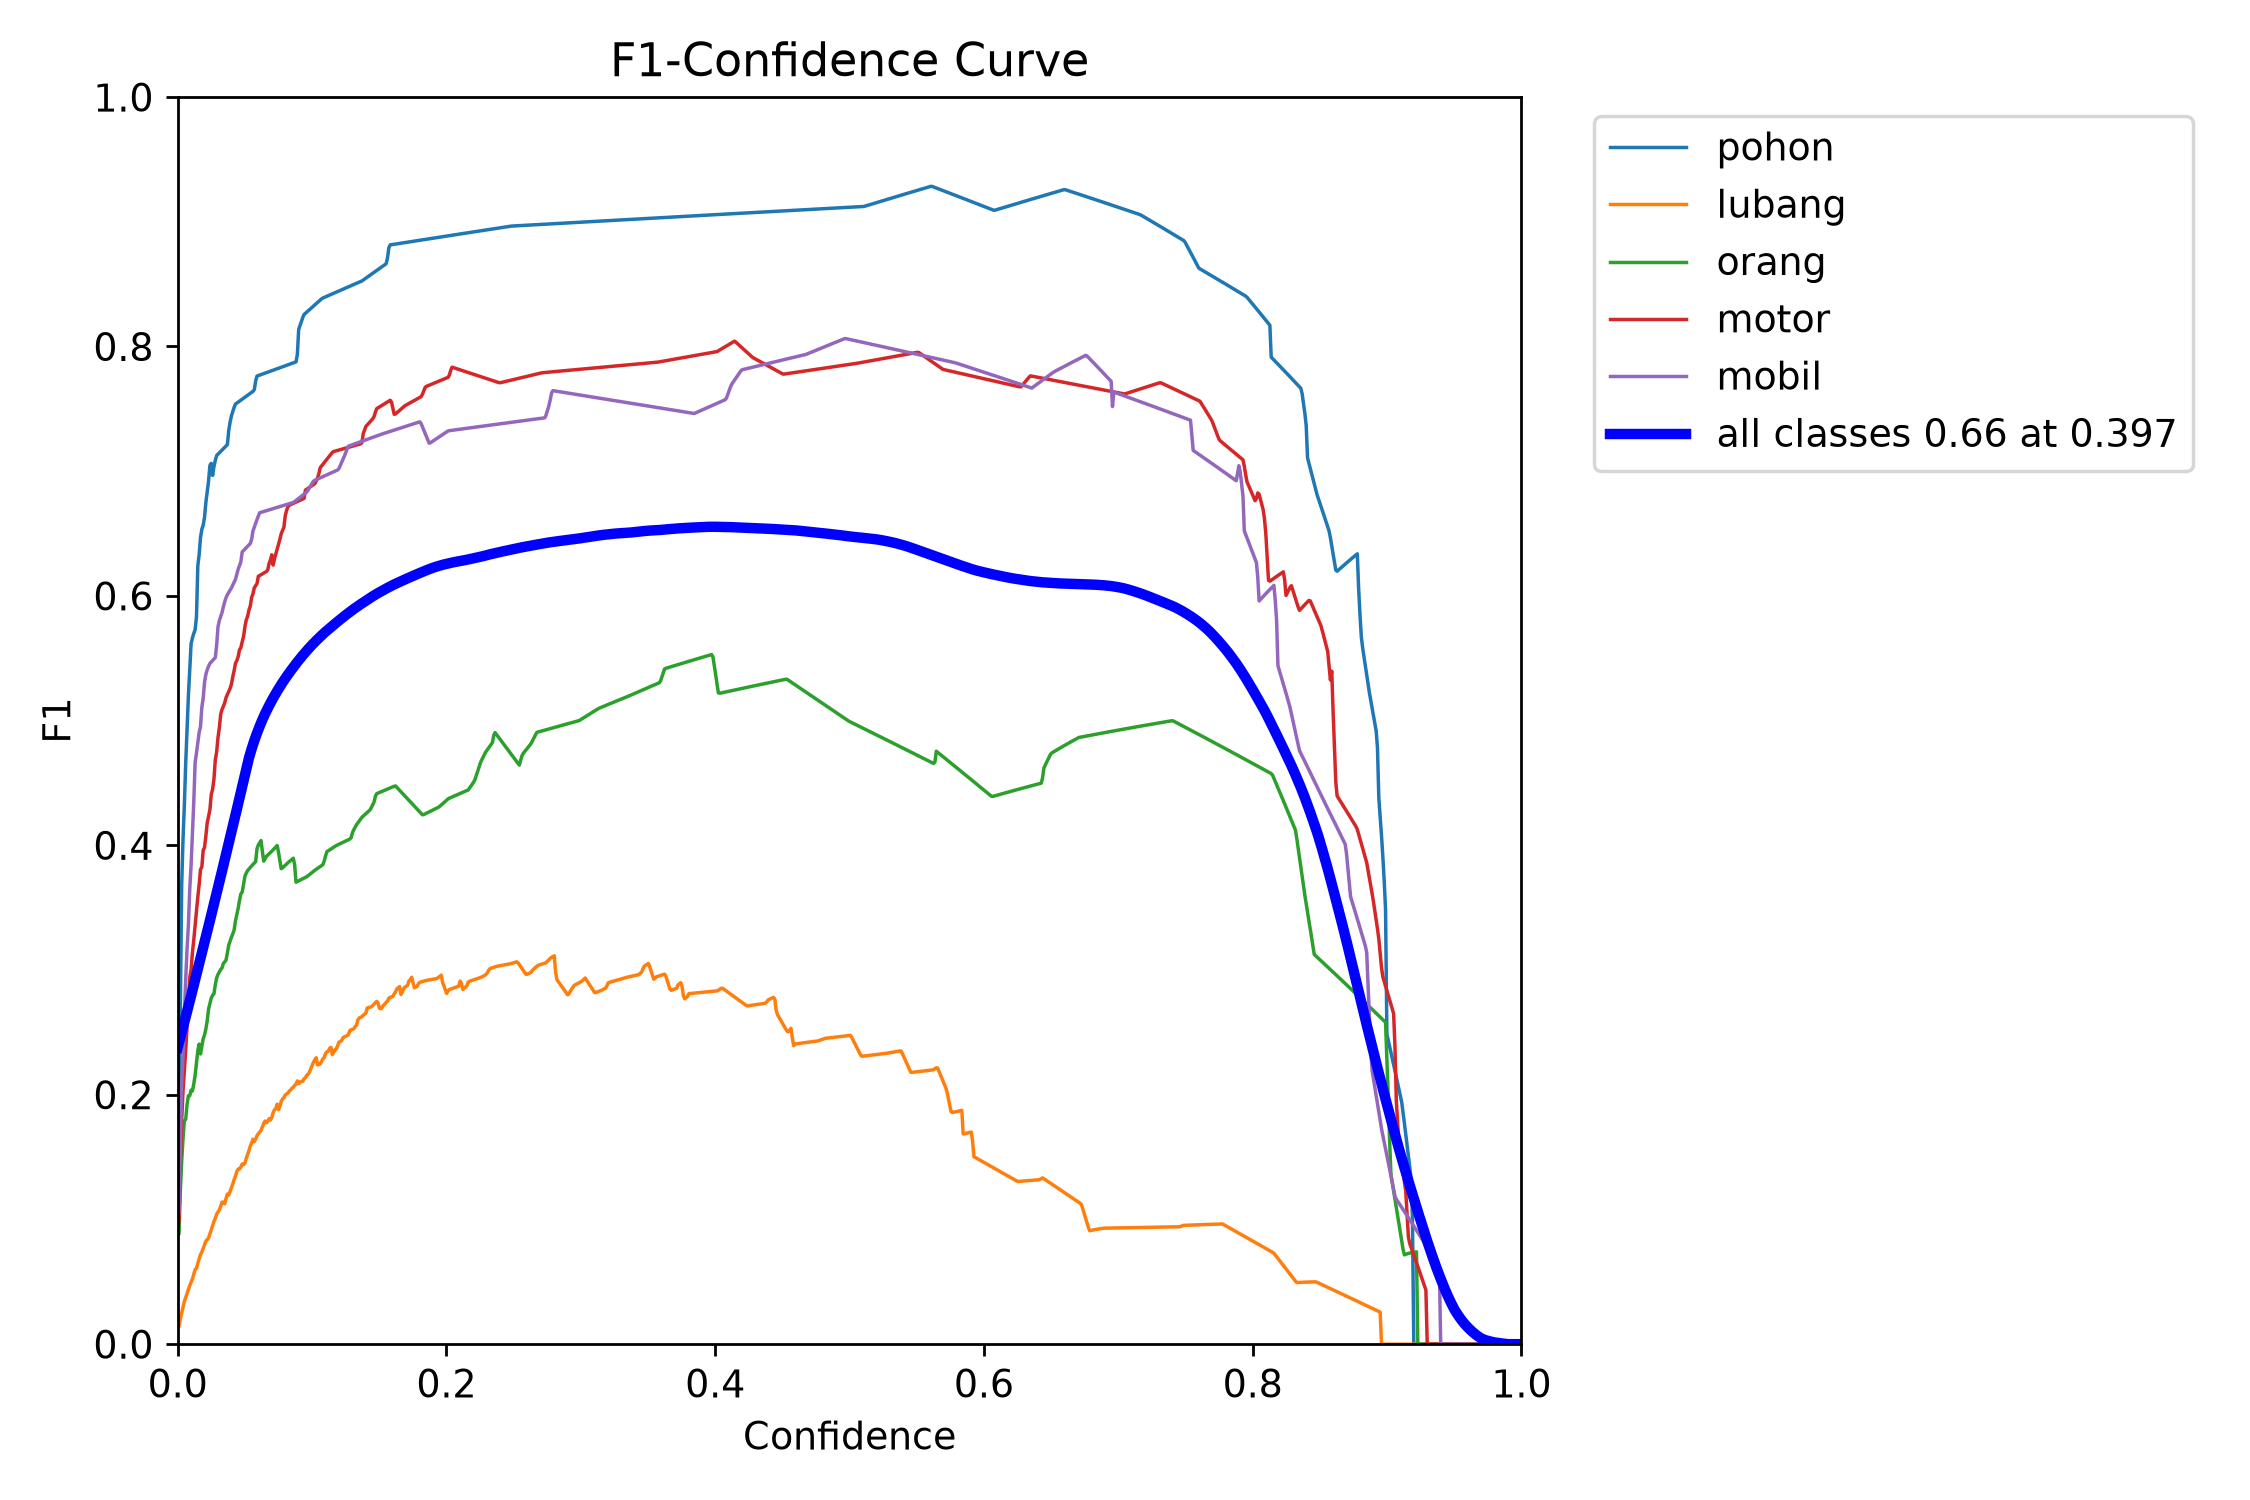 F1-Confidence Curve
1.0
0.8
0.6
0.4
0.2
0.0
F1
0.0 0.2 0.4 0.6 0.8 1.0
Confidence
pohon
lubang
orang
motor
mobil
all classes 0.66 at 0.397